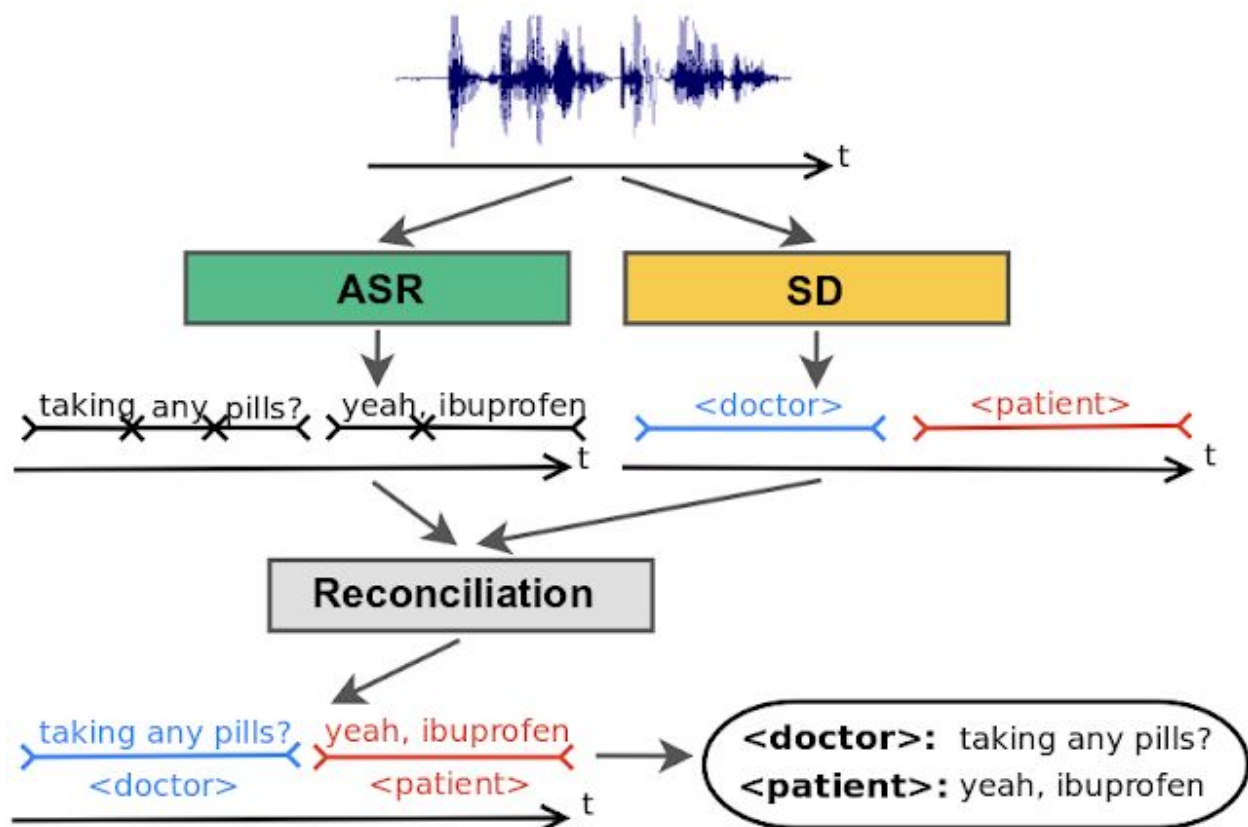 t
ASR
SD
taking any pills? yeah, ibuprofen
<doctor> <patient>
t
t
Reconciliation
taking any pills? yeah, ibuprofen
<doctor> <patient>
t
<doctor>: taking any pills?
<patient>: yeah, ibuprofen